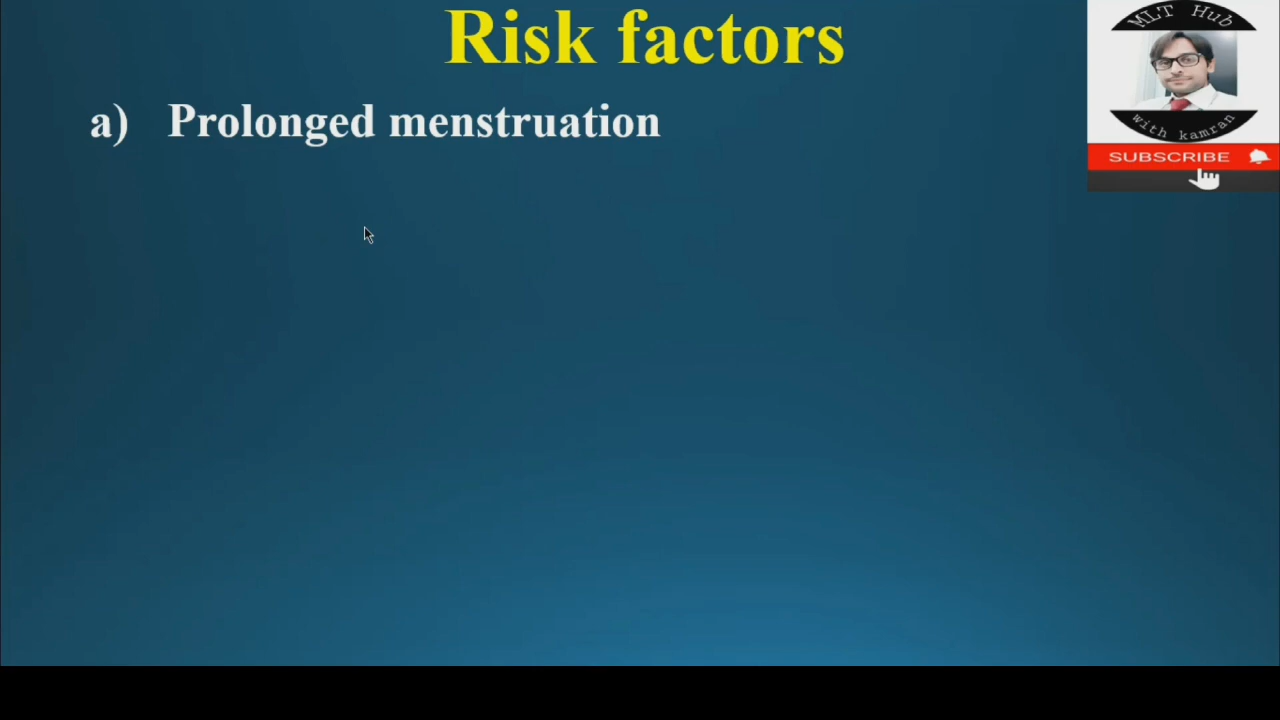 Risk factors
a) Prolonged menstruation
MLT Hub
with kamran
SUBSCRIBE